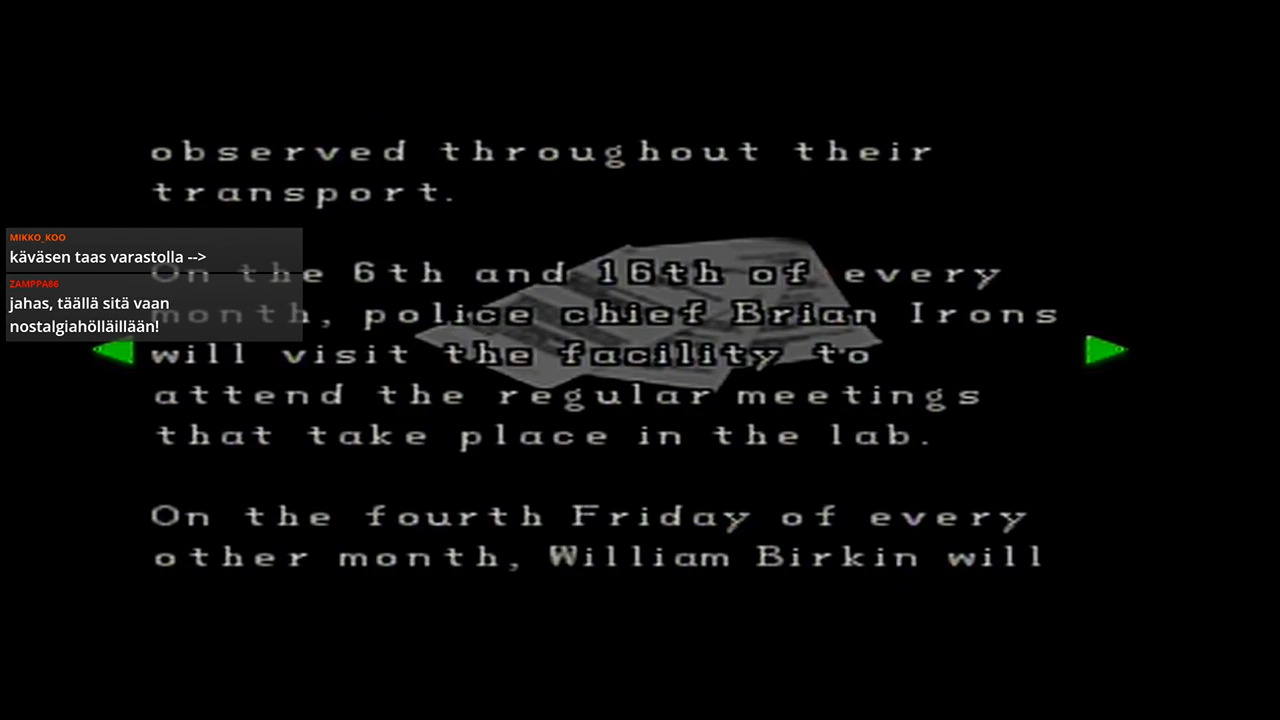 observed throughout their
transport.
MIKKO_KOO
käväsen taas varastolla -->
ZAMPPA86
jahas, täällä sitä vaan
nostalgiahölläillään!
On the 6th and 16th of every
month, police chief Brian Irons
will visit the facility to
attend the regular meetings
that take place in the lab.
On the fourth Friday of every
other month, William Birkin will